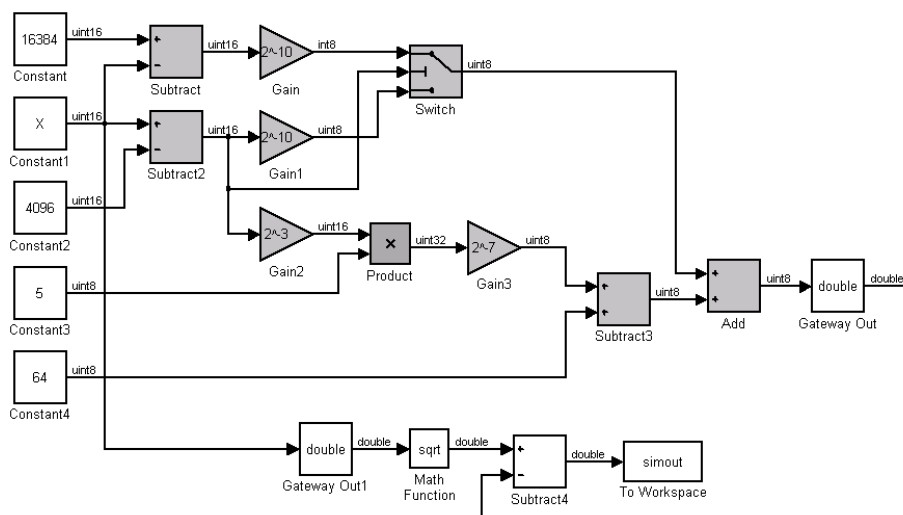 16384
uint16
Constant
+
−
Subtract
uint16
2^-10
Gain
int8
Switch
uint8
X
uint16
Constant1
+
−
Subtract2
uint16
2^-10
Gain1
uint8
4096
uint16
Constant2
2^-3
Gain2
uint16
×
Product
uint32
2^-7
Gain3
uint8
5
uint8
Constant3
+
+
Subtract3
uint8
+
+
Add
uint8
double
Gateway Out
double
64
uint8
Constant4
double
Gateway Out1
double
sqrt
Math
Function
double
+
−
Subtract4
double
simout
To Workspace